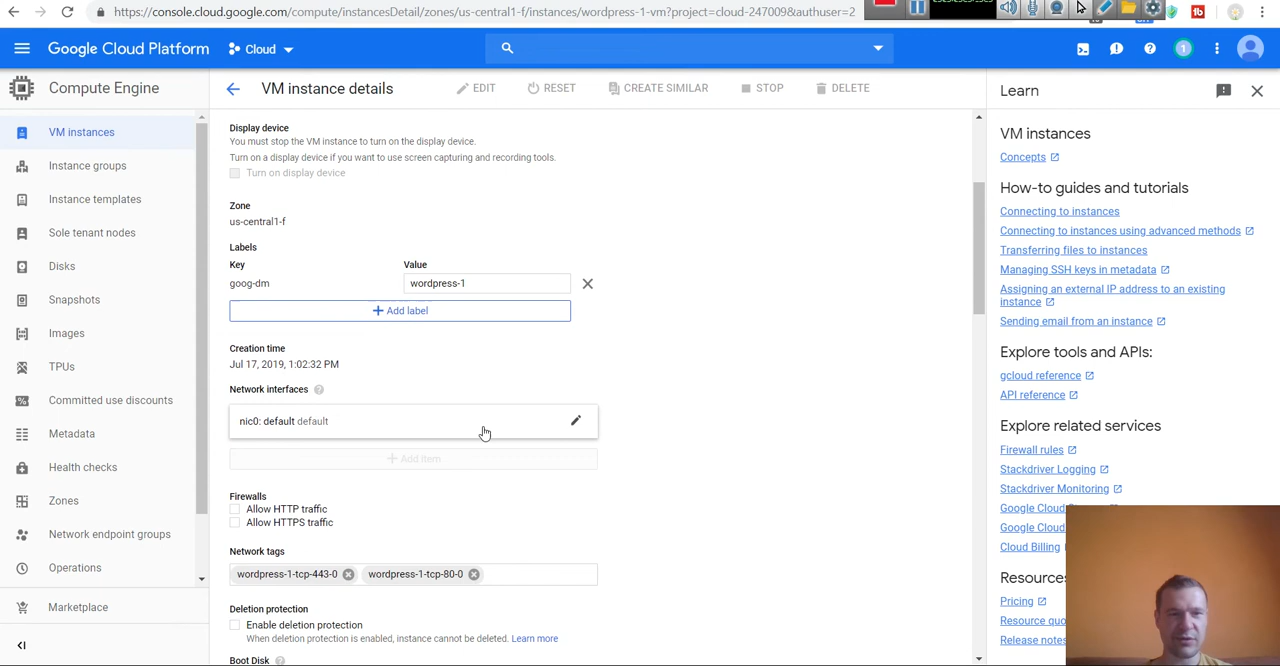 https://console.cloud.google.com/compute/instancesDetail/zones/us-central1-f/instances/wordpress-1-vm?project=cloud-247009&authuser=2
Google Cloud Platform
Cloud
1
Compute Engine
VM instance details
EDIT
RESET
CREATE SIMILAR
STOP
DELETE
Learn
VM instances
Instance groups
Instance templates
Sole tenant nodes
Disks
Snapshots
Images
TPUs
Committed use discounts
Metadata
Health checks
Zones
Network endpoint groups
Operations
Marketplace
Display device
You must stop the VM instance to turn on the display device.
Turn on a display device if you want to use screen capturing and recording tools.
Turn on display device
Zone
us-central1-f
Labels
Key Value
goog-dm wordpress-1
Add label
Creation time
Jul 17, 2019, 1:02:32 PM
Network interfaces
nic0: default default
Add item
Firewalls
Allow HTTP traffic
Allow HTTPS traffic
Network tags
wordpress-1-tcp-443-0 wordpress-1-tcp-80-0
Deletion protection
Enable deletion protection
When deletion protection is enabled, instance cannot be deleted. Learn more
Boot Disk
VM instances
Concepts
How-to guides and tutorials
Connecting to instances
Connecting to instances using advanced methods
Transferring files to instances
Managing SSH keys in metadata
Assigning an external IP address to an existing
instance
Sending email from an instance
Explore tools and APIs:
gcloud reference
API reference
Explore related services
Firewall rules
Stackdriver Logging
Stackdriver Monitoring
Google Cloud
Google Cloud
Cloud Billing
Resources
Pricing
Resource quo
Release notes